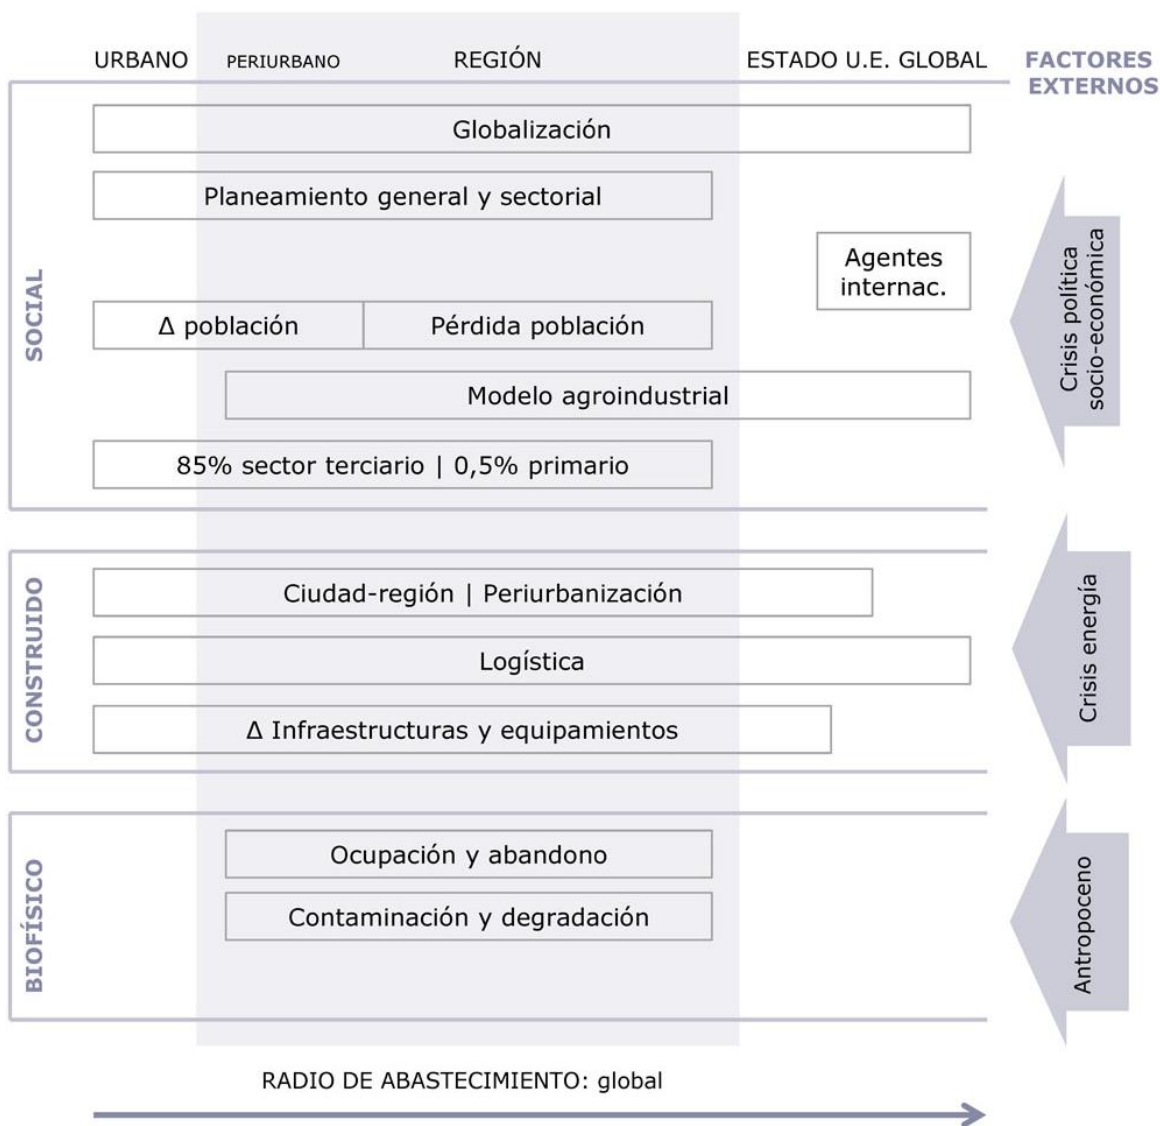 URBANO PERIURBANO REGIÓN ESTADO U.E. GLOBAL FACTORES
EXTERNOS
SOCIAL
Globalización
Planeamiento general y sectorial
Agentes
internac.
Δ población Pérdida población
Modelo agroindustrial
85% sector terciario | 0,5% primario
Crisis política
socio-económica
CONSTRUIDO
Ciudad-región | Periurbanización
Logística
Δ Infraestructuras y equipamientos
Crisis energía
BIOFÍSICO
Ocupación y abandono
Contaminación y degradación
Antropoceno
RADIO DE ABASTECIMIENTO: global